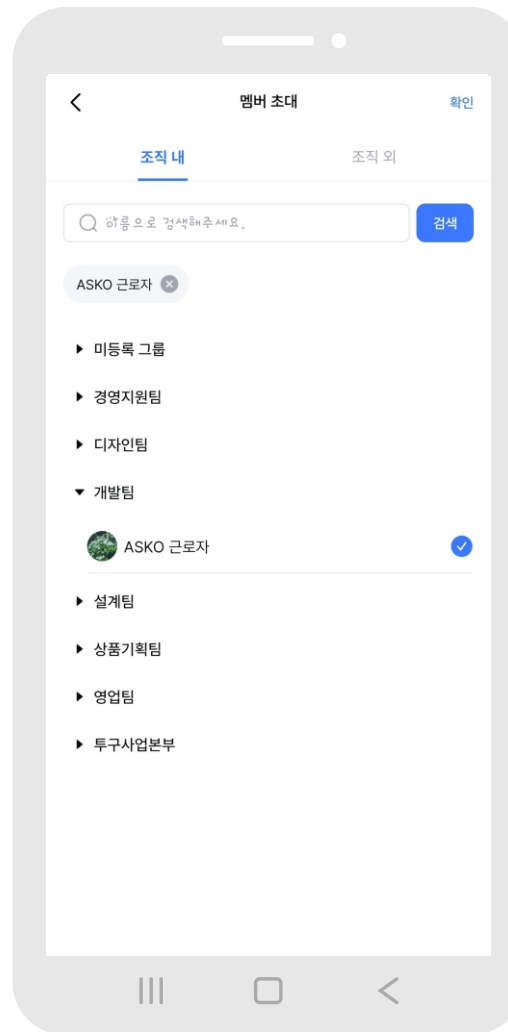 멤버 초대
확인
조직 내
조직 외
이름으로 검색해주세요.
검색
ASKO 근로자
미등록 그룹
경영지원팀
디자인팀
개발팀
ASKO 근로자
설계팀
상품기획팀
영업팀
투구사업본부